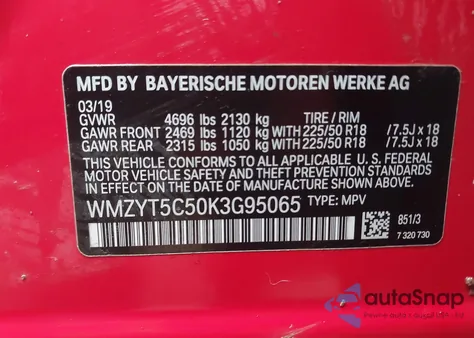 MFD BY BAYERISCHE MOTOREN WERKE AG
03/19
GVWR 4696 lbs 2130 kg TIRE / RIM
GAWR FRONT 2469 lbs 1120 kg WITH 225/50 R18 /7.5J x 18
GAWR REAR 2315 lbs 1050 kg WITH 225/50 R18 /7.5J x 18
THIS VEHICLE CONFORMS TO ALL APPLICABLE U. S. FEDERAL
MOTOR VEHICLE SAFETY, BUMPER, AND THEFT PREVENTION
STANDARDS IN EFFECT ON THE DATE OF MANUFACTURE SHOWN ABOVE.
WMZYT5C50K3G95065 TYPE: MPV
851/3
7 320 730
autoSnap